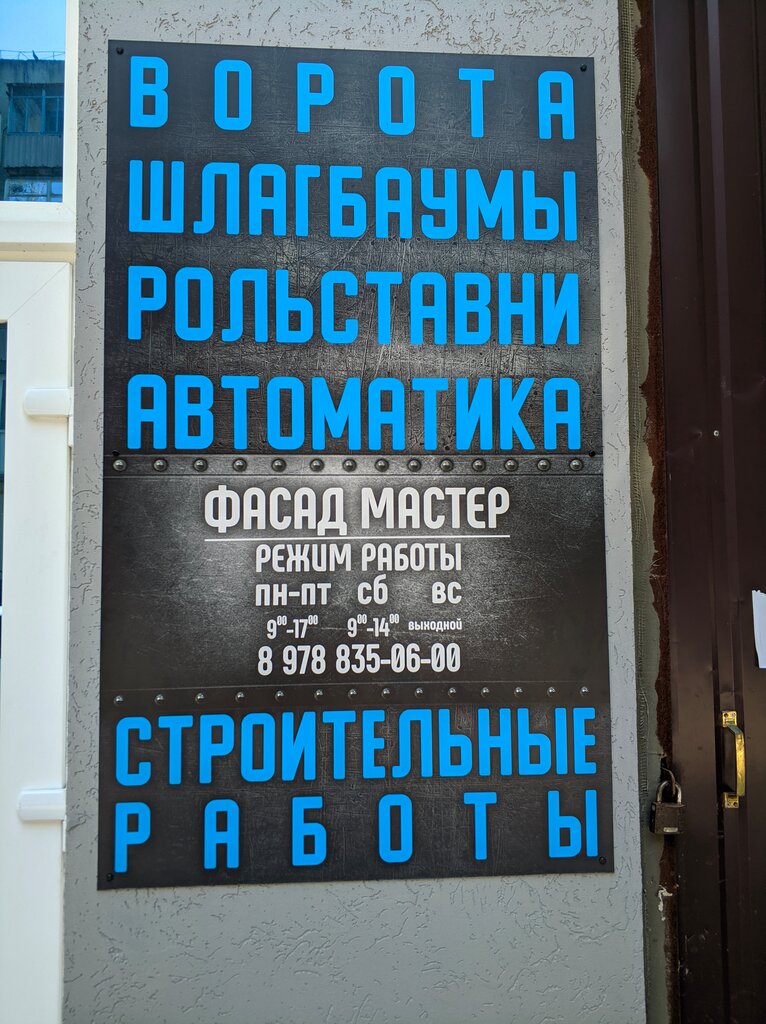 ВОРОТА
ШЛАГБАУМЫ
РОЛЬСТАВНИ
АВТОМАТИКА
ФАСАД МАСТЕР
РЕЖИМ РАБОТЫ
пн-пт сб вс
9⁰⁰-17⁰⁰ 9⁰⁰-14⁰⁰ выходной
8 978 835-06-00
СТРОИТЕЛЬНЫЕ
РАБОТЫ